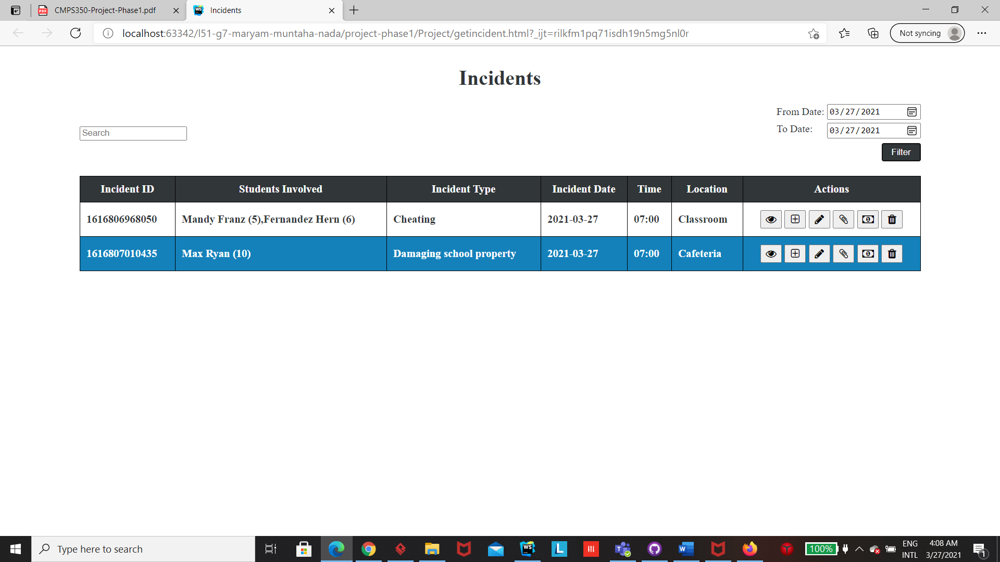 CMPS350-Project-Phase1.pdf
Incidents
localhost:63342/l51-g7-maryam-muntaha-nada/project-phase1/Project/getincident.html?_ijt=rilkfm1pq71isdh19n5mg5nl0r
Not syncing
Incidents
From Date: 03/27/2021
Search
To Date: 03/27/2021
Filter
Incident ID Students Involved Incident Type Incident Date Time Location Actions
1616806968050 Mandy Franz (5),Fernandez Hern (6) Cheating 2021-03-27 07:00 Classroom
1616807010435 Max Ryan (10) Damaging school property 2021-03-27 07:00 Cafeteria
Type here to search
100%
ENG
INTL
4:08 AM
3/27/2021
1